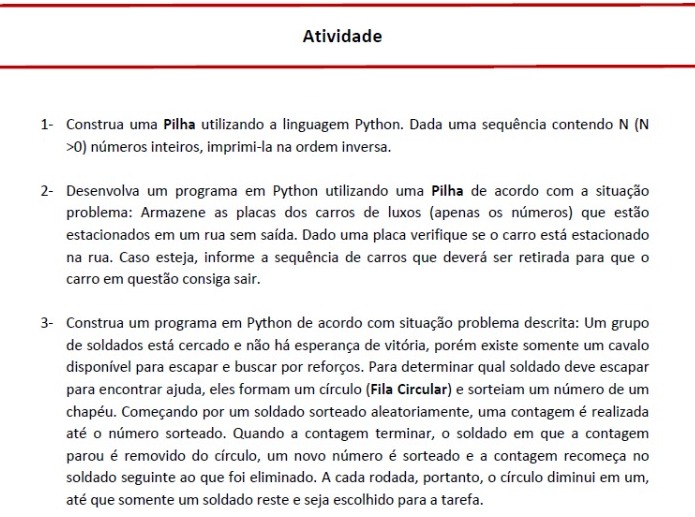 Atividade
1- Construa uma Pilha utilizando a linguagem Python. Dada uma sequência contendo N (N
>0) números inteiros, imprimi-la na ordem inversa.
2- Desenvolva um programa em Python utilizando uma Pilha de acordo com a situação
problema: Armazene as placas dos carros de luxos (apenas os números) que estão
estacionados em um rua sem saída. Dado uma placa verifique se o carro está estacionado
na rua. Caso esteja, informe a sequência de carros que deverá ser retirada para que o
carro em questão consiga sair.
3- Construa um programa em Python de acordo com situação problema descrita: Um grupo
de soldados está cercado e não há esperança de vitória, porém existe somente um cavalo
disponível para escapar e buscar por reforços. Para determinar qual soldado deve escapar
para encontrar ajuda, eles formam um círculo (Fila Circular) e sorteiam um número de um
chapéu. Começando por um soldado sorteado aleatoriamente, uma contagem é realizada
até o número sorteado. Quando a contagem terminar, o soldado em que a contagem
parou é removido do círculo, um novo número é sorteado e a contagem recomeça no
soldado seguinte ao que foi eliminado. A cada rodada, portanto, o círculo diminui em um,
até que somente um soldado reste e seja escolhido para a tarefa.